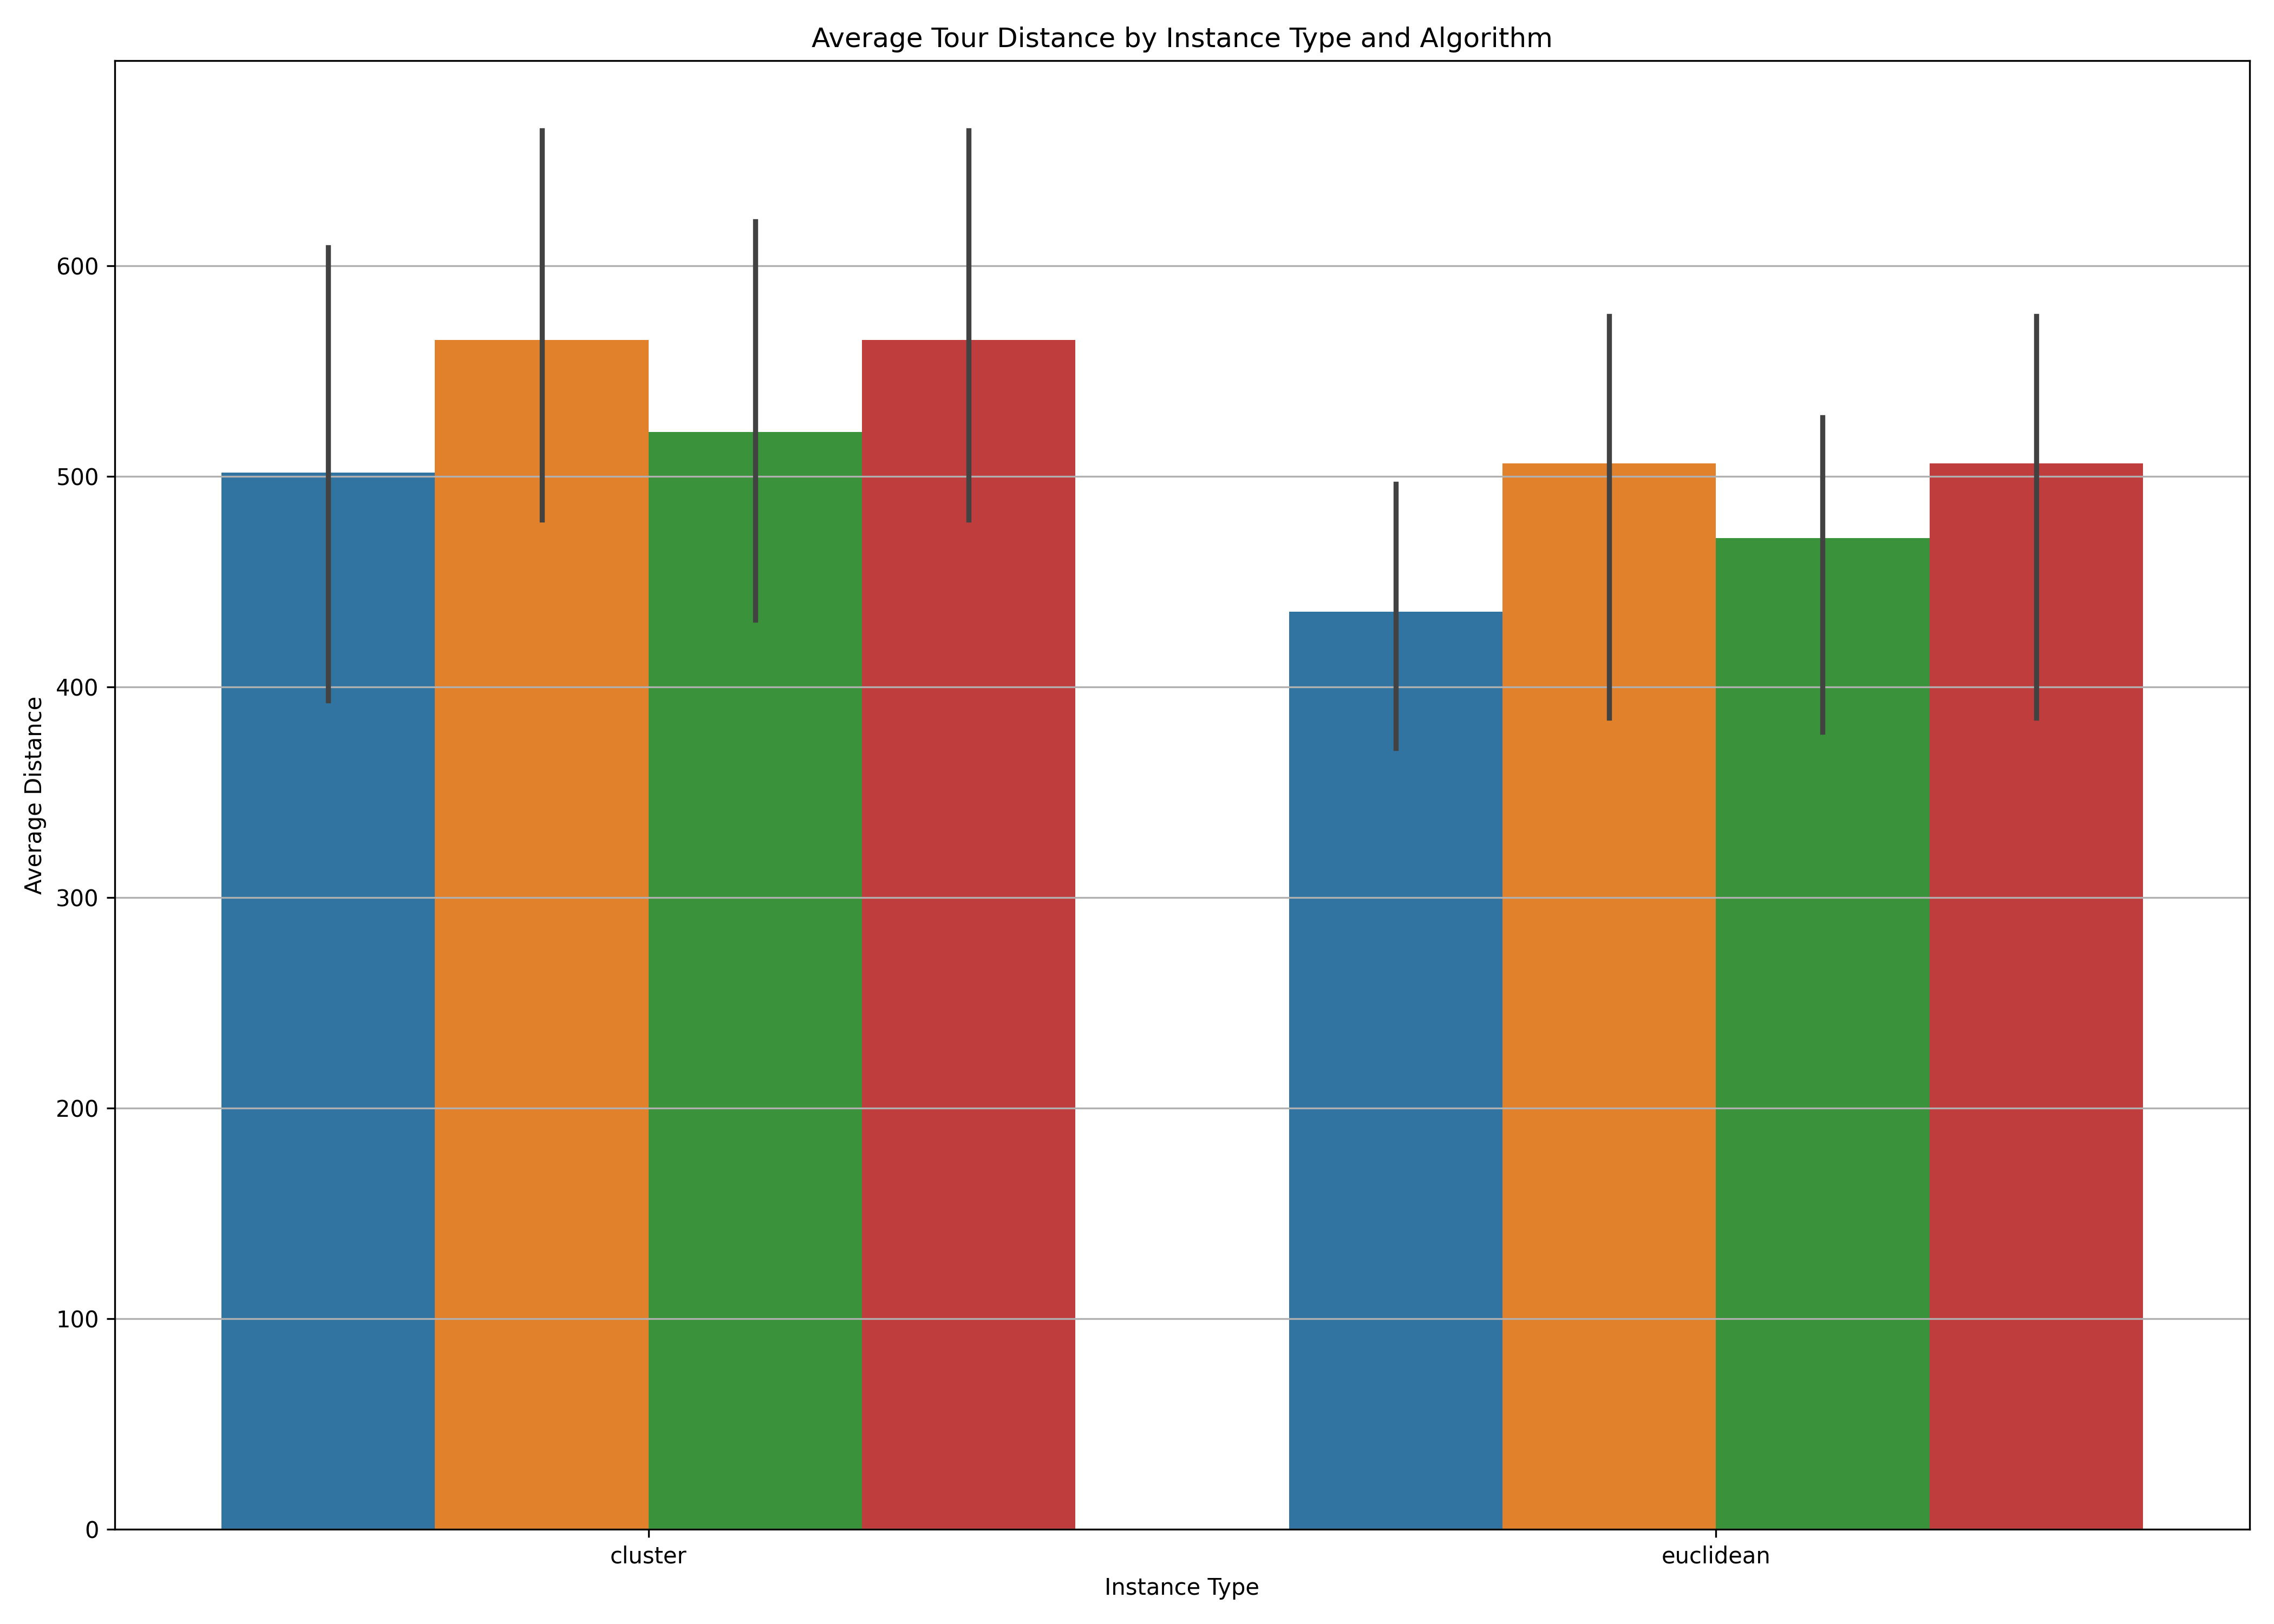 Average Tour Distance by Instance Type and Algorithm
Average Distance
600
500
400
300
200
100
0
cluster
euclidean
Instance Type